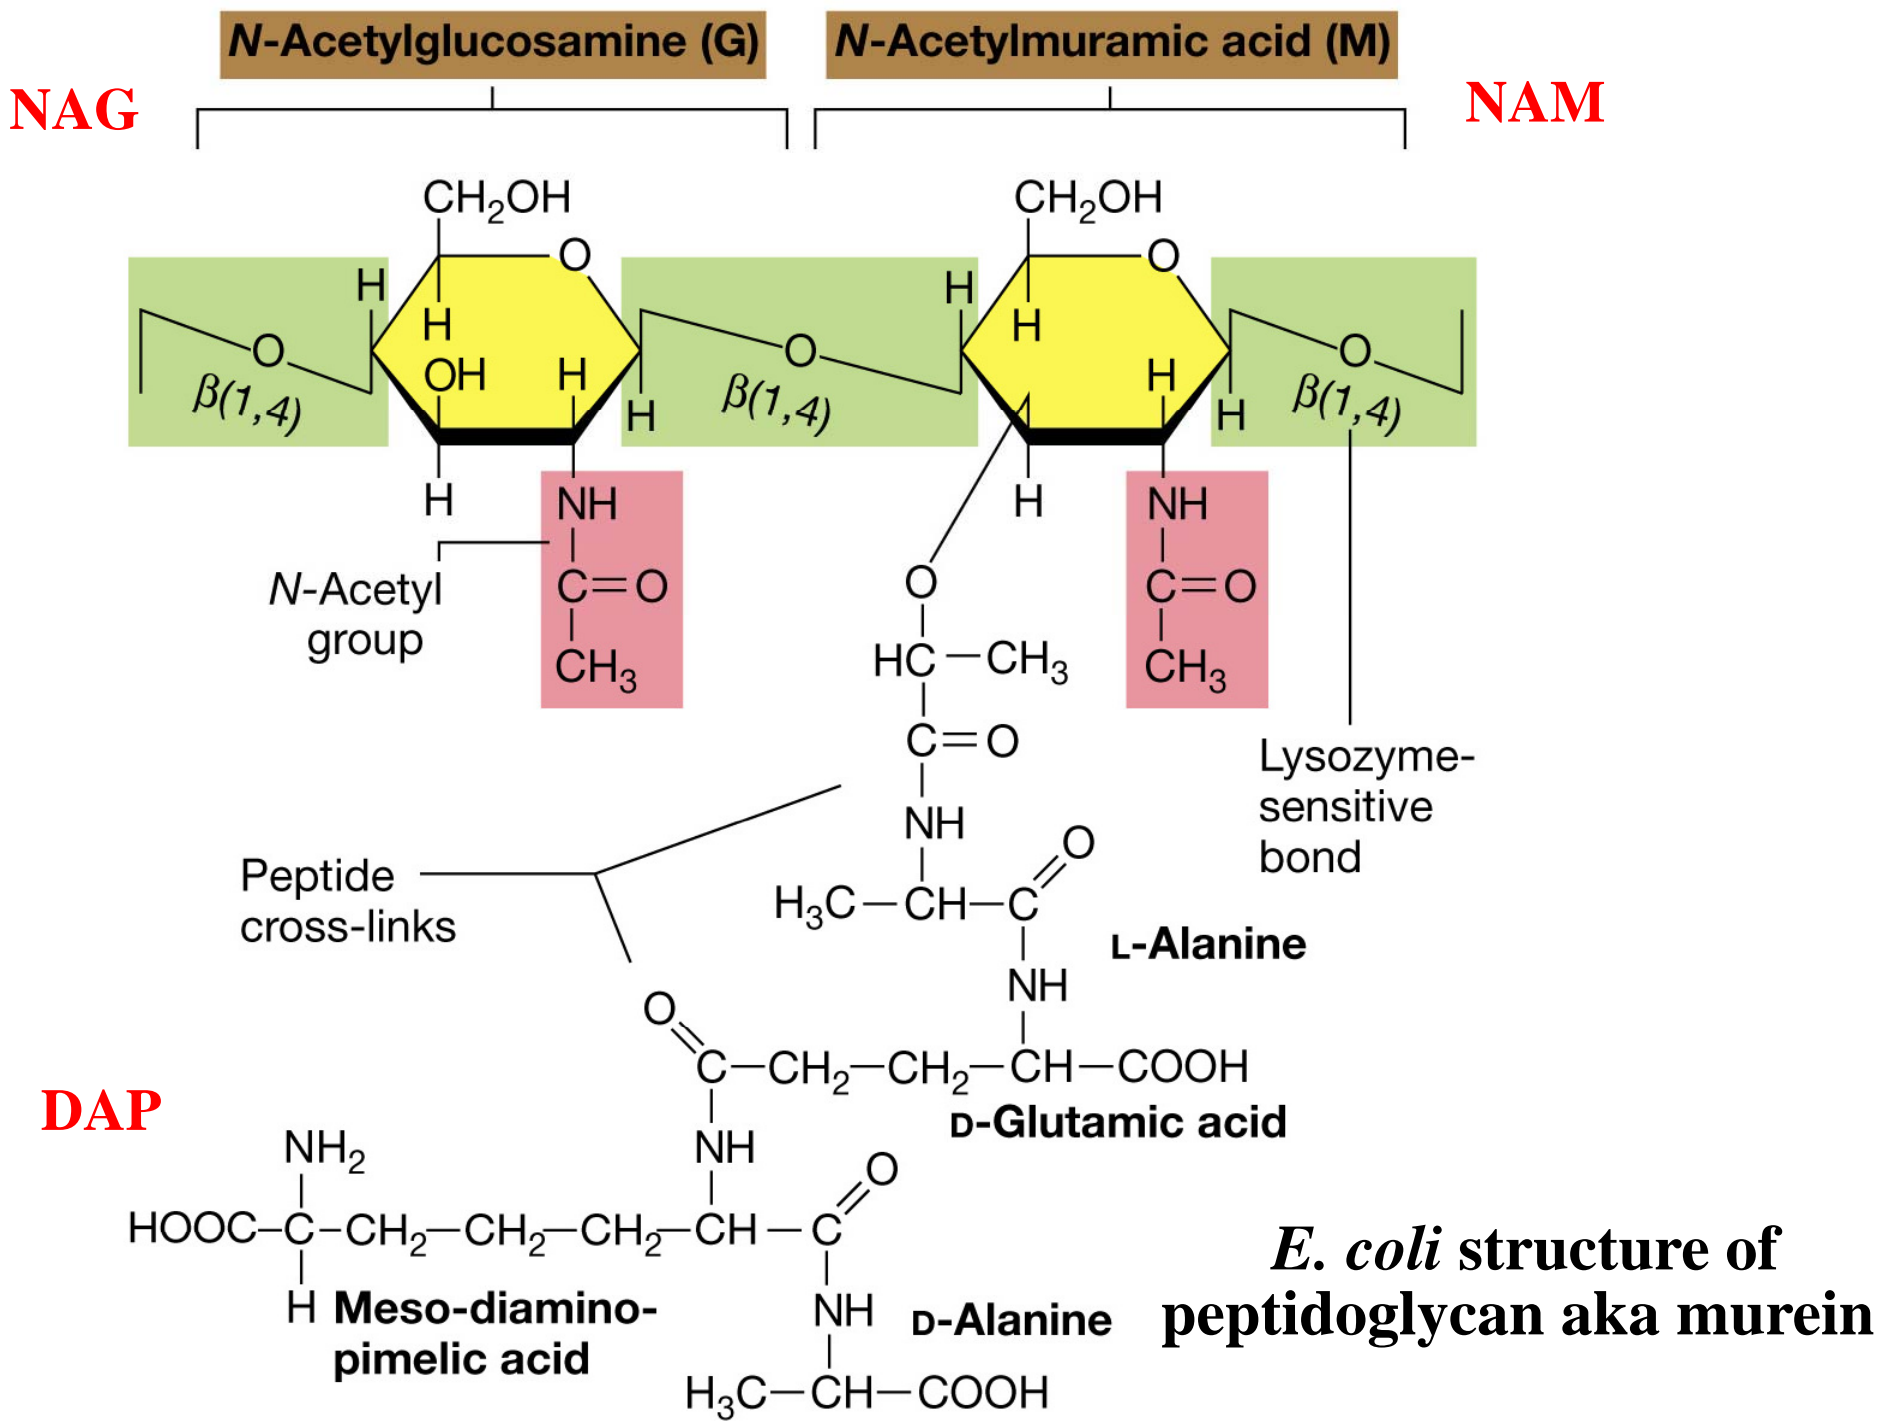 N-Acetylglucosamine (G)
N-Acetylmuramic acid (M)
NAG
NAM
CH2OH
CH2OH
O
O
H
H
H
H
O
O
O
OH
H
H
β(1,4)
H
β(1,4)
H
β(1,4)
H
NH
H
NH
N-Acetyl
group
C=O
O
C=O
CH3
HC–CH3
CH3
C=O
Lysozyme-
sensitive
bond
NH
O
Peptide
cross-links
H3C–CH–C
L-Alanine
NH
O
C–CH2–CH2–CH–COOH
D-Glutamic acid
DAP
NH2
NH
O
HOOC–C–CH2–CH2–CH2–CH–C
H
Meso-diamino-
pimelic acid
NH
D-Alanine
H3C–CH–COOH
E. coli structure of
peptidoglycan aka murein